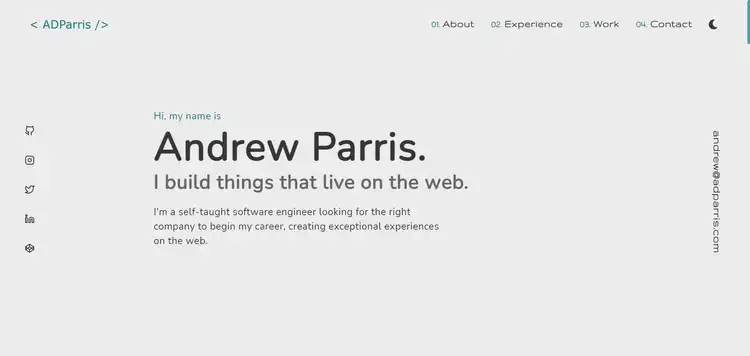 < ADParris />
01. About
02. Experience
03. Work
04. Contact
Hi, my name is
Andrew Parris.
I build things that live on the web.
I'm a self-taught software engineer looking for the right
company to begin my career, creating exceptional experiences
on the web.
andrew@adparris.com